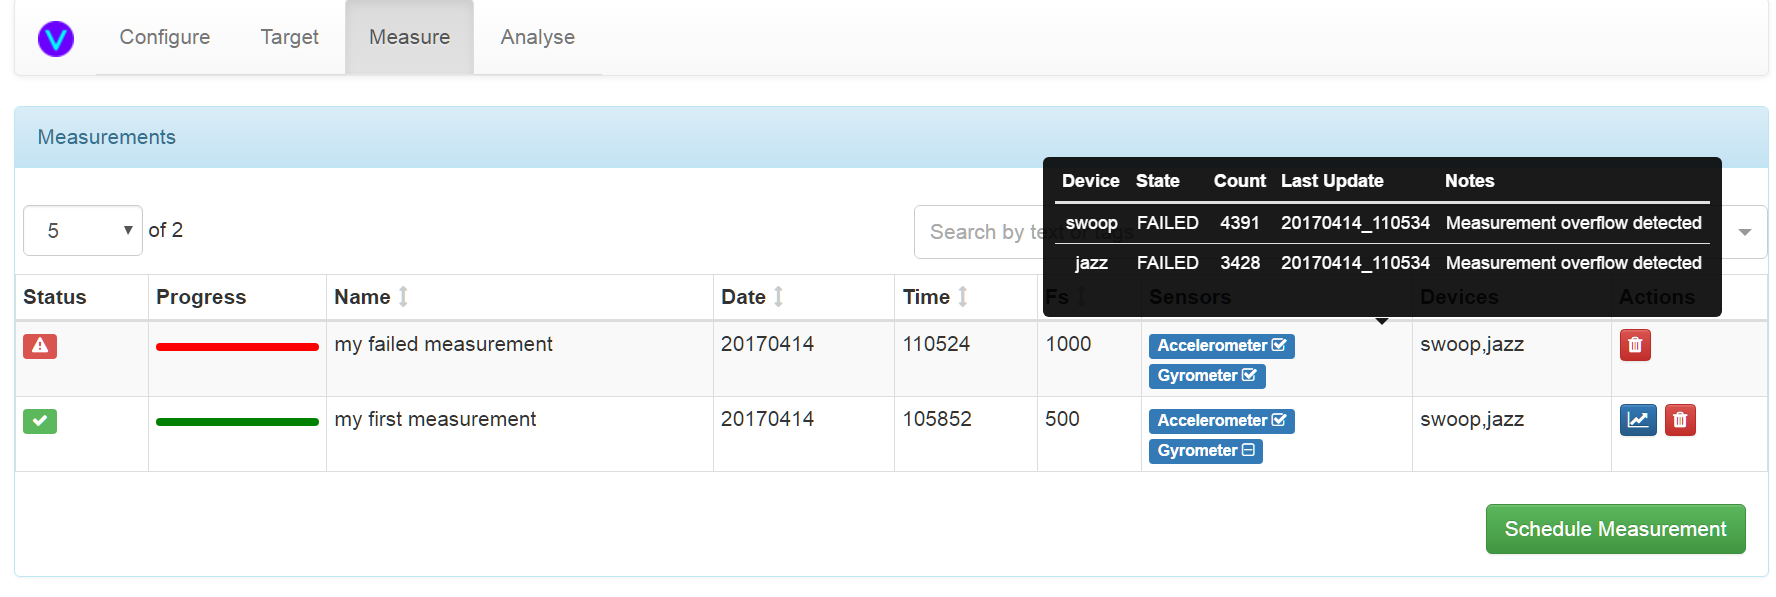 V Configure Target Measure Analyse
Measurements
Device State Count Last Update Notes
swoop FAILED 4391 20170414_110534 Measurement overflow detected
jazz FAILED 3428 20170414_110534 Measurement overflow detected
5 of 2 Search by text or tags
Status Progress Name Date Time Fs Sensors Devices Actions
my failed measurement 20170414 110524 1000 Accelerometer swoop,jazz
Gyrometer
my first measurement 20170414 105852 500 Accelerometer swoop,jazz
Gyrometer
Schedule Measurement